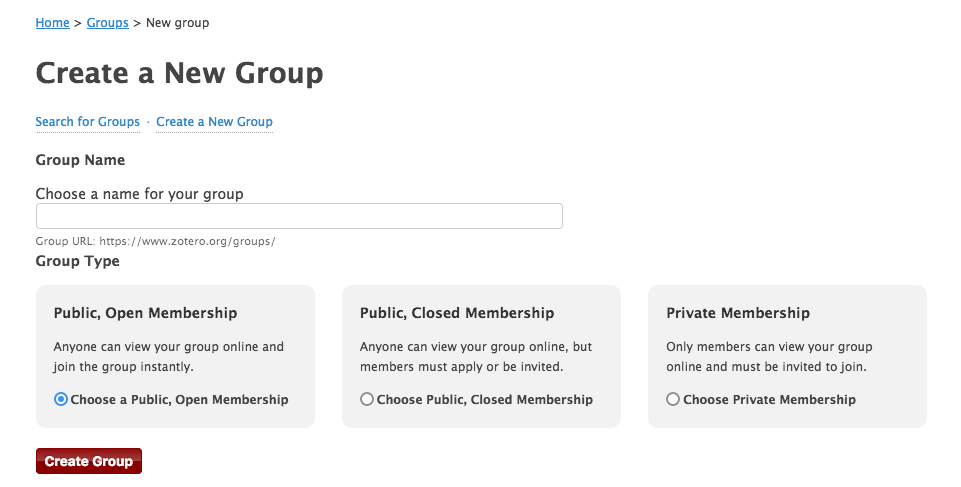 Home > Groups > New group
Create a New Group
Search for Groups · Create a New Group
Group Name
Choose a name for your group
Group URL: https://www.zotero.org/groups/
Group Type
Public, Open Membership
Anyone can view your group online and
join the group instantly.
Choose a Public, Open Membership
Public, Closed Membership
Anyone can view your group online, but
members must apply or be invited.
Choose Public, Closed Membership
Private Membership
Only members can view your group
online and must be invited to join.
Choose Private Membership
Create Group